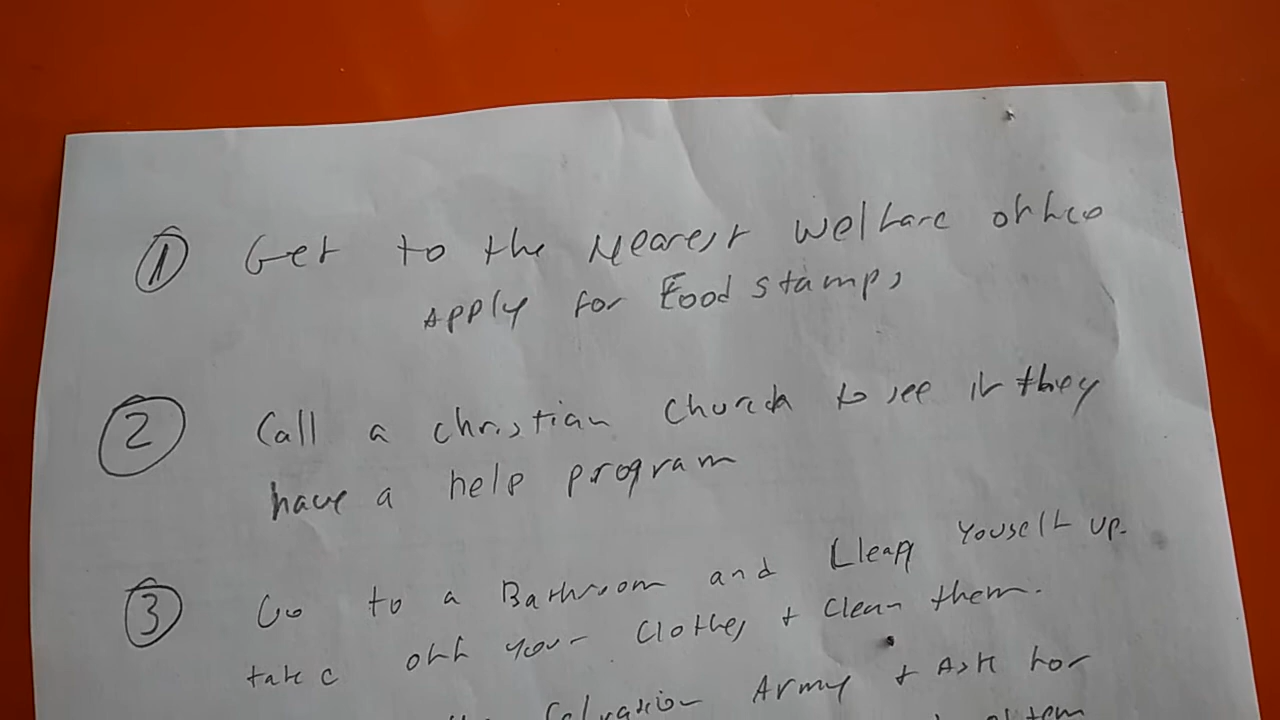 1 Get to the Nearest welfare office
Apply for Food stamps
2 Call a christian church to see if they
have a help program
3 Go to a Bathroom and Clean Youself up.
take off your clothes + clean them.
Salvation Army + Ask for